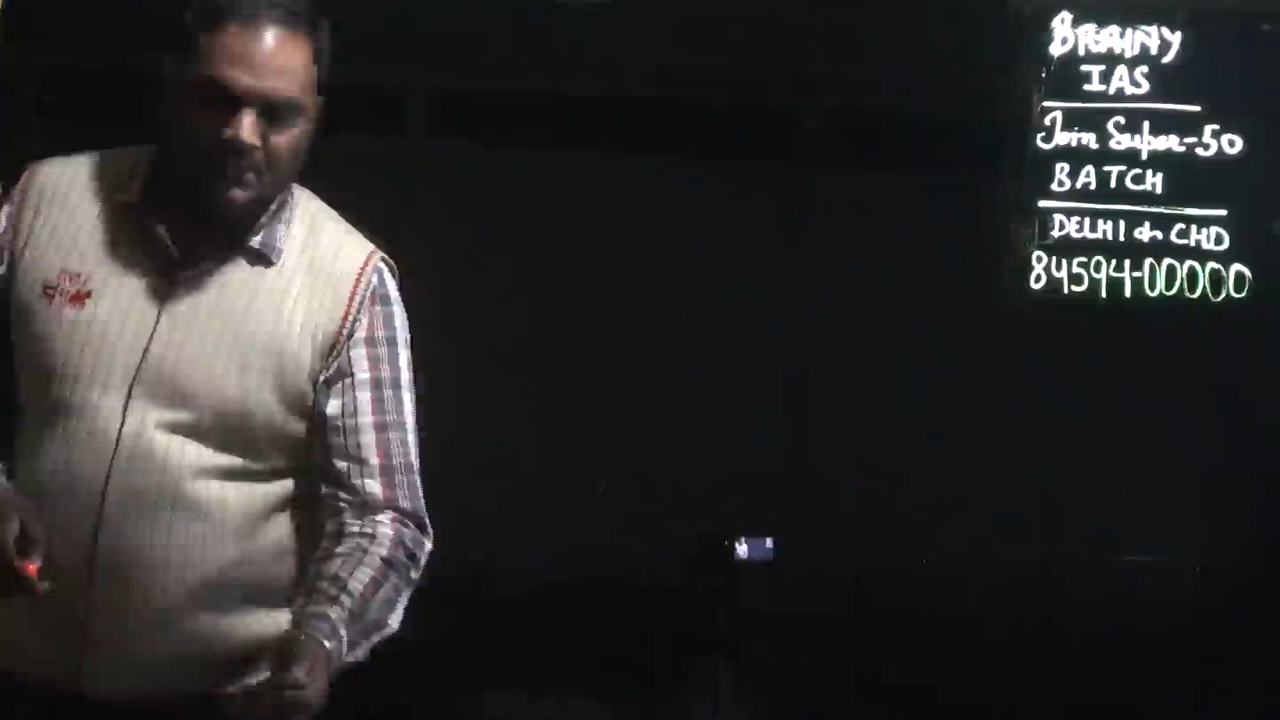 BRAINY
IAS
Join Super-50
BATCH
DELHI & CHD
84594-00000